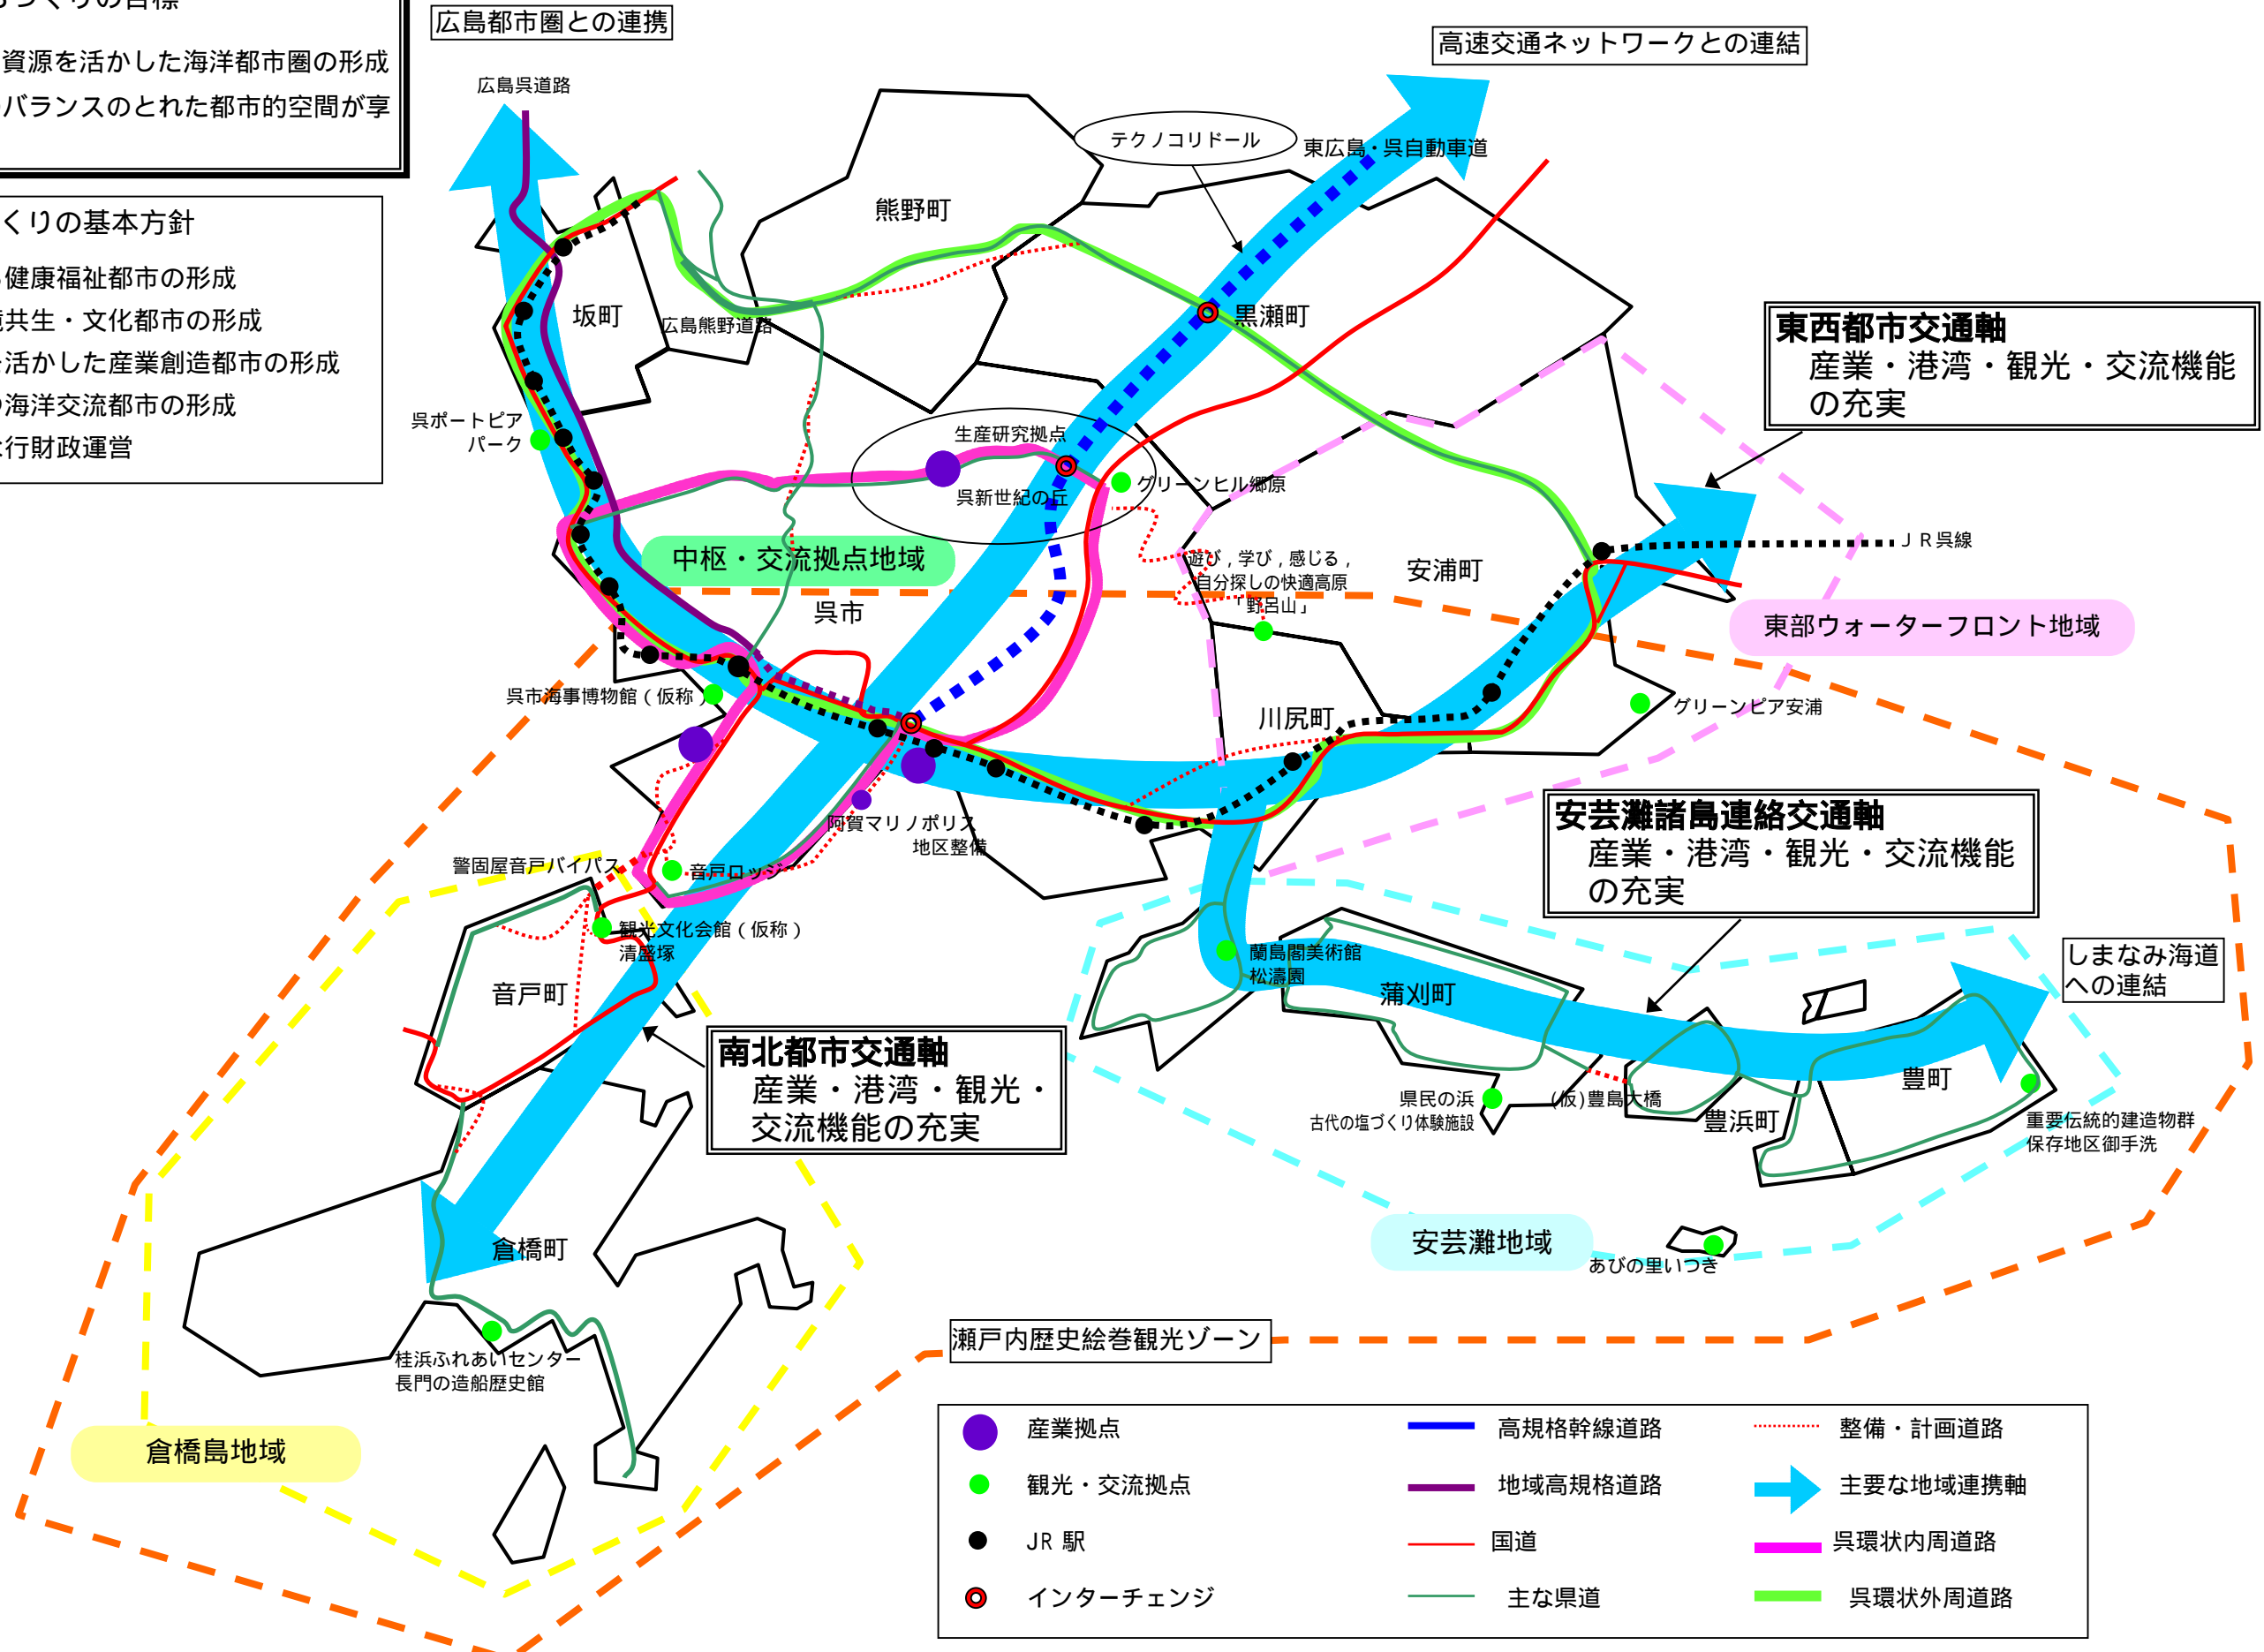 づくりの目標
資源を活かした海洋都市圏の形成
バランスのとれた都市的空間が享
くりの基本方針
健康福祉都市の形成
共生・文化都市の形成
活かした産業創造都市の形成
海洋交流都市の形成
行財政運営
広島都市圏との連携
高速交通ネットワークとの連結
広島呉道路
テクノコリドール
東広島・呉自動車道
熊野町
坂町
広島熊野道路
黒瀬町
東西都市交通軸
産業・港湾・観光・交流機能
の充実
呉ポートピア
パーク
生産研究拠点
呉新世紀の丘
グリーンヒル郷原
中枢・交流拠点地域
遊び,学び,感じる,
自分探しの快適高原
「野呂山」
安浦町
JR呉線
呉市
東部ウォーターフロント地域
呉市海事博物館(仮称)
川尻町
グリーンピア安浦
阿賀マリノポリス
地区整備
安芸灘諸島連絡交通軸
産業・港湾・観光・交流機能
の充実
警固屋音戸バイパス
音戸ロッジ
観光文化会館(仮称)
清盛塚
音戸町
蘭島閣美術館
松濤園
蒲刈町
しまなみ海道
への連結
南北都市交通軸
産業・港湾・観光・
交流機能の充実
県民の浜
古代の塩づくり体験施設
(仮)豊島大橋
豊浜町
豊町
重要伝統的建造物群
保存地区御手洗
倉橋町
安芸灘地域
あびの里いつき
瀬戸内歴史絵巻観光ゾーン
桂浜ふれあいセンター
長門の造船歴史館
倉橋島地域
産業拠点
高規格幹線道路
整備・計画道路
観光・交流拠点
地域高規格道路
主要な地域連携軸
JR 駅
国道
呉環状内周道路
インターチェンジ
主な県道
呉環状外周道路